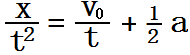 x/t² = v₀/t + ½ a